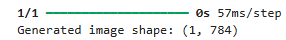 1/1 ━━━━━━━━━━━━━━━━━━━━ 0s 57ms/step
Generated image shape: (1, 784)